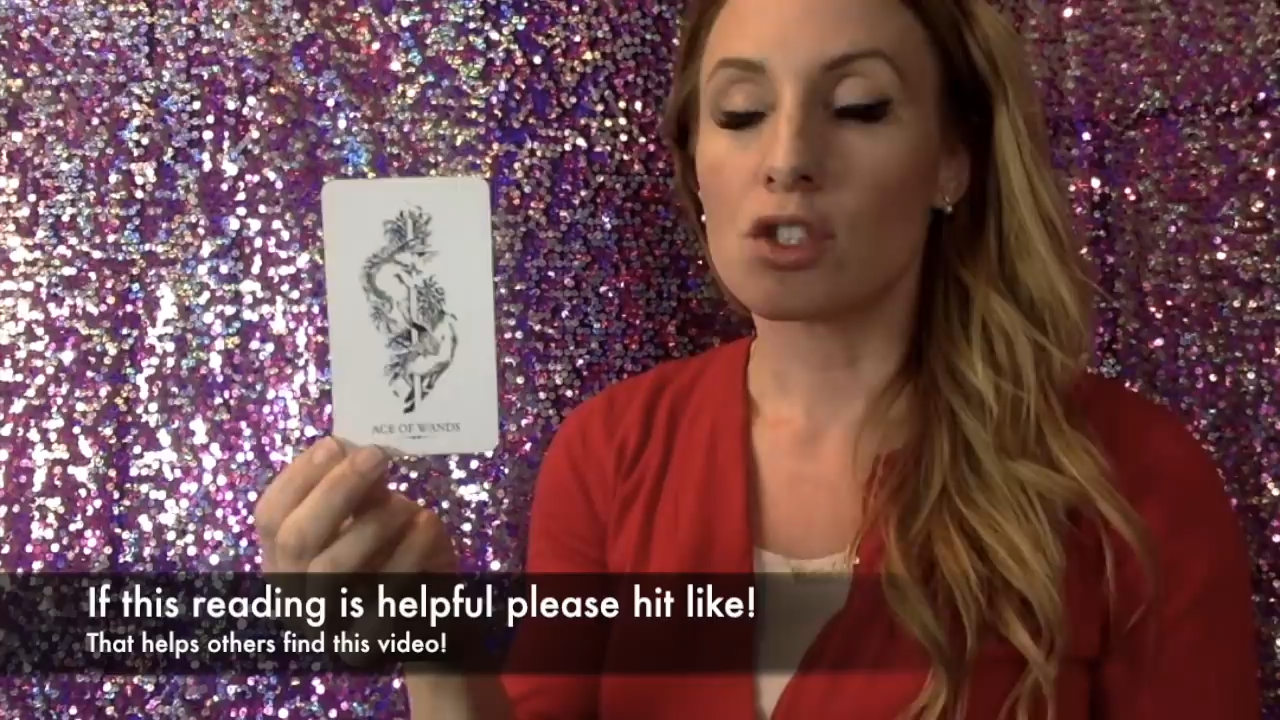 ACE OF WANDS
If this reading is helpful please hit like!
That helps others find this video!